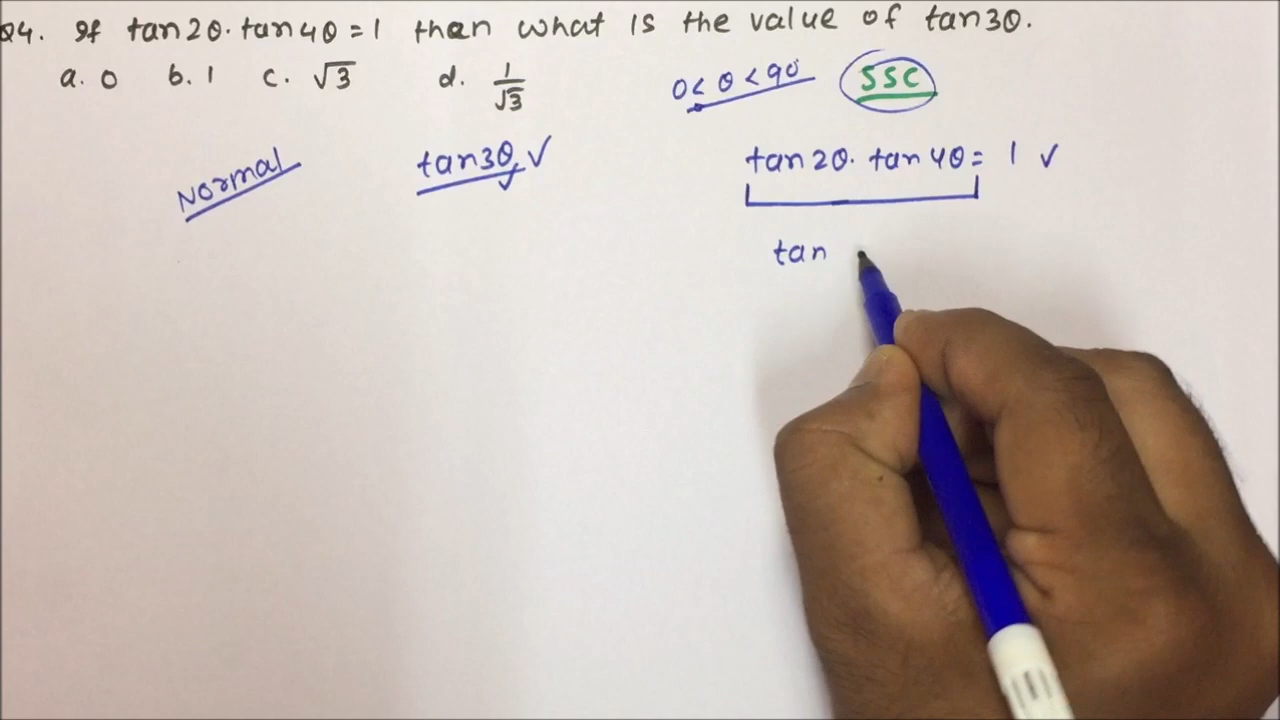 Q4. If tan2θ·tan4θ=1 then what is the value of tan3θ.
a. 0 b. 1 c. √3 d. 1/√3
0<θ<90 SSC
Normal tan3θ ✓ ✓
tan2θ· tan4θ= 1 ✓
tan